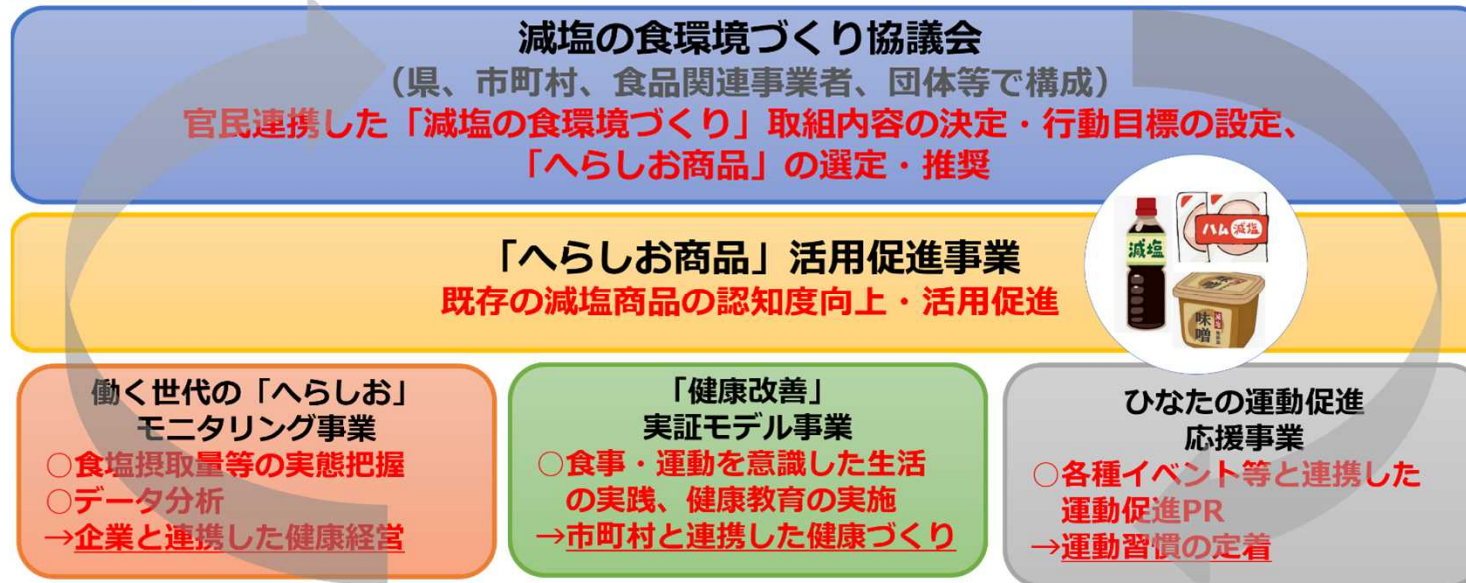 減塩の食環境づくり協議会
（県、市町村、食品関連事業者、団体等で構成）
官民連携した「減塩の食環境づくり」取組内容の決定・行動目標の設定、
「へらしお商品」の選定・推奨
「へらしお商品」活用促進事業
既存の減塩商品の認知度向上・活用促進
減塩
ハム減塩
減塩
味噌
働く世代の「へらしお」
モニタリング事業
○食塩摂取量等の実態把握
○データ分析
→企業と連携した健康経営
「健康改善」
実証モデル事業
○食事・運動を意識した生活
の実践、健康教育の実施
→市町村と連携した健康づくり
ひなたの運動促進
応援事業
○各種イベント等と連携した
運動促進PR
→運動習慣の定着